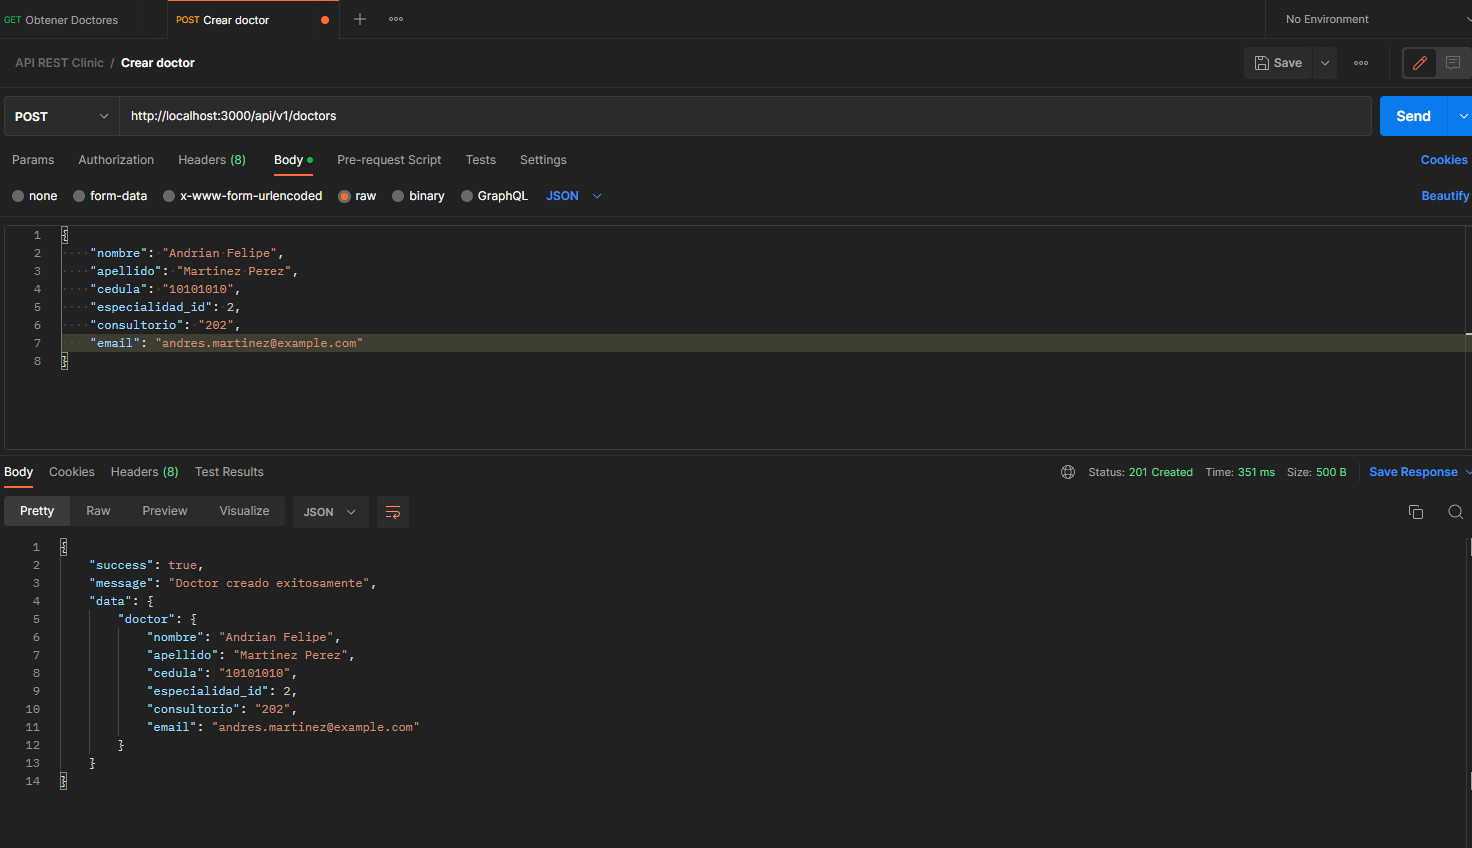 GET Obtener Doctores
POST Crear doctor
No Environment
API REST Clinic / Crear doctor
Save
POST
http://localhost:3000/api/v1/doctors
Send
Params Authorization Headers (8) Body Pre-request Script Tests Settings
Cookies
none form-data x-www-form-urlencoded raw binary GraphQL JSON
Beautify
1 {
2 "nombre": "Andrian Felipe",
3 "apellido": "Martinez Perez",
4 "cedula": "10101010",
5 "especialidad_id": 2,
6 "consultorio": "202",
7 "email": "andres.martinez@example.com"
8 }
Body Cookies Headers (8) Test Results
Status: 201 Created Time: 351 ms Size: 500 B
Save Response
Pretty Raw Preview Visualize JSON
1 {
2 "success": true,
3 "message": "Doctor creado exitosamente",
4 "data": {
5 "doctor": {
6 "nombre": "Andrian Felipe",
7 "apellido": "Martinez Perez",
8 "cedula": "10101010",
9 "especialidad_id": 2,
10 "consultorio": "202",
11 "email": "andres.martinez@example.com"
12 }
13 }
14 }